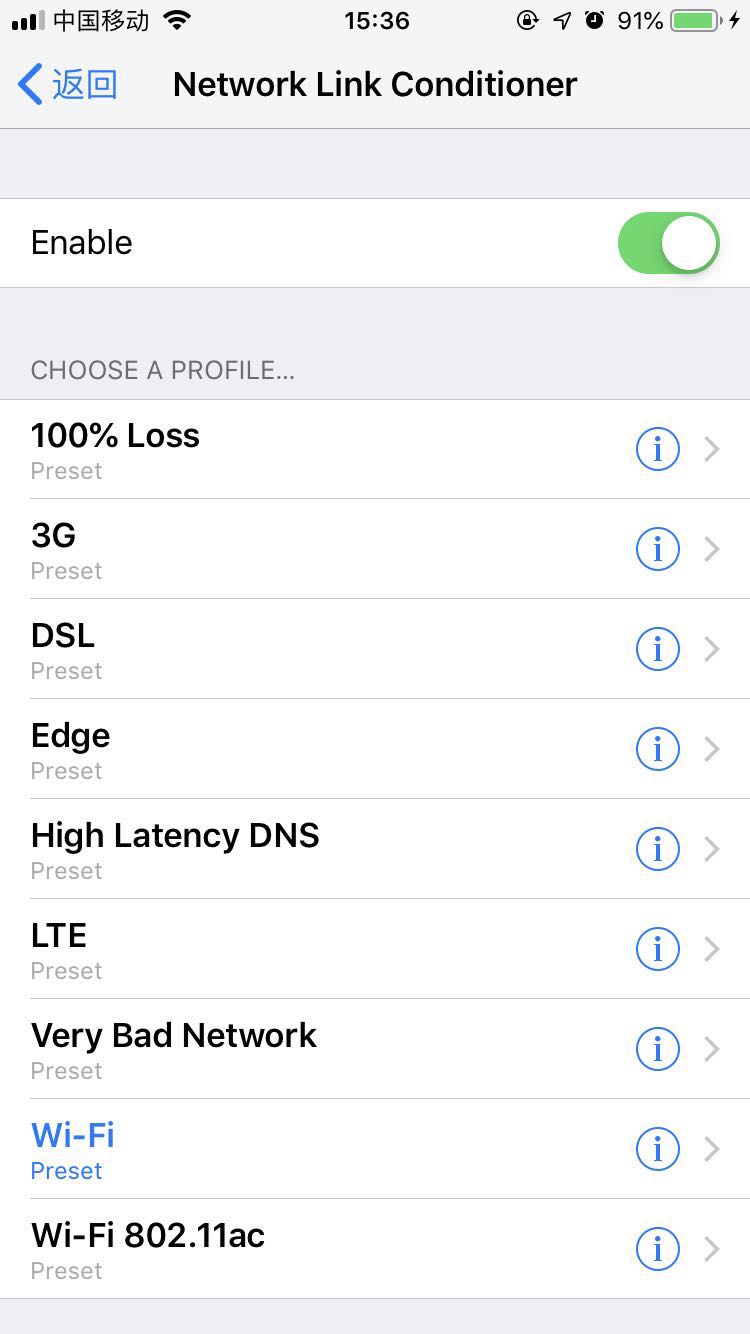 中国移动 15:36 91%
返回 Network Link Conditioner
Enable
CHOOSE A PROFILE...
100% Loss
Preset
3G
Preset
DSL
Preset
Edge
Preset
High Latency DNS
Preset
LTE
Preset
Very Bad Network
Preset
Wi-Fi
Preset
Wi-Fi 802.11ac
Preset